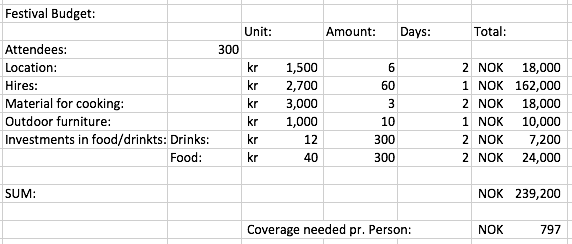 Festival Budget:
Unit: Amount: Days: Total:
Attendees: 300
Location: kr 1,500 6 2 NOK 18,000
Hires: kr 2,700 60 1 NOK 162,000
Material for cooking: kr 3,000 3 2 NOK 18,000
Outdoor furniture: kr 1,000 10 1 NOK 10,000
Investments in food/drinkts: Drinks: kr 12 300 2 NOK 7,200
Food: kr 40 300 2 NOK 24,000
SUM: NOK 239,200
Coverage needed pr. Person: NOK 797